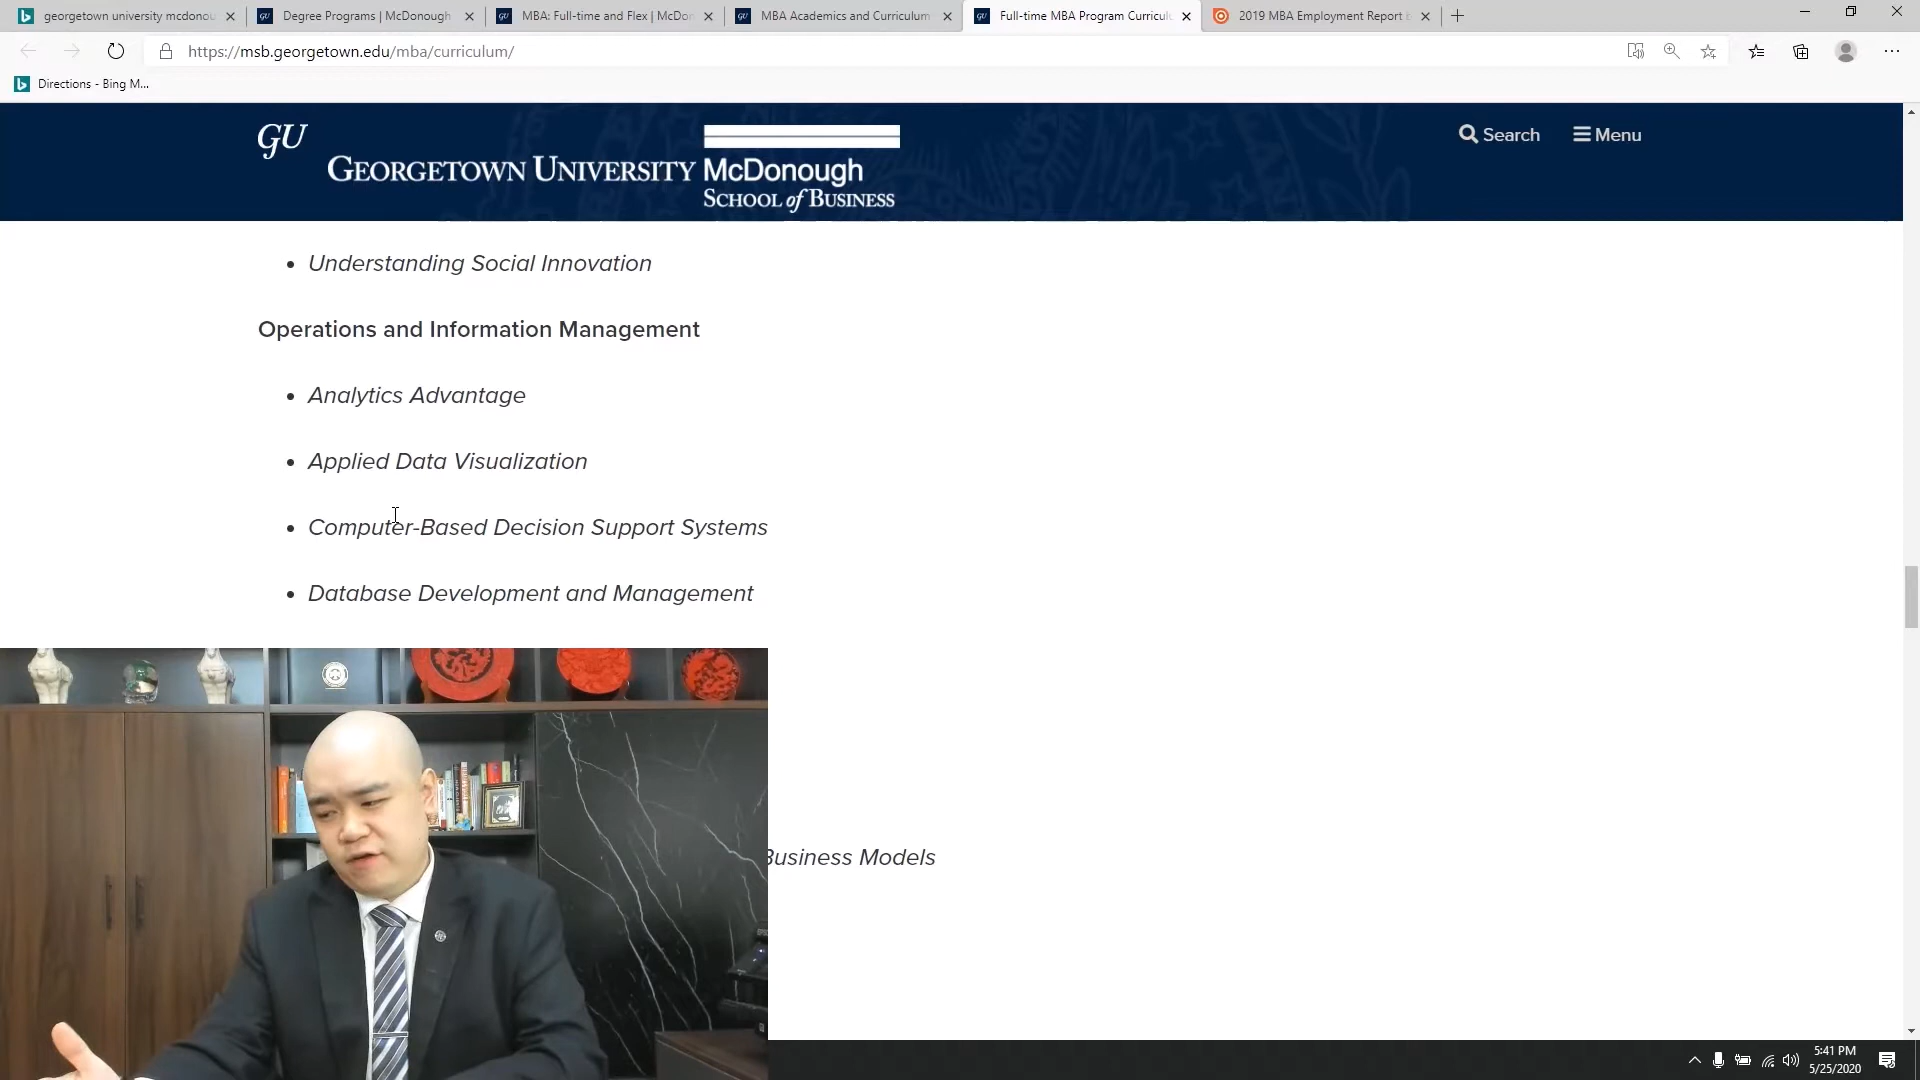 georgetown university mcdonou
Degree Programs | McDonough
MBA: Full-time and Flex | McDon
MBA Academics and Curriculum
Full-time MBA Program Curricul
2019 MBA Employment Report
https://msb.georgetown.edu/mba/curriculum/
Directions - Bing M...
GU
GEORGETOWN UNIVERSITY
McDonough
SCHOOL of BUSINESS
Search
Menu
• Understanding Social Innovation
Operations and Information Management
• Analytics Advantage
• Applied Data Visualization
• Computer-Based Decision Support Systems
• Database Development and Management
Business Models
5:41 PM
5/25/2020